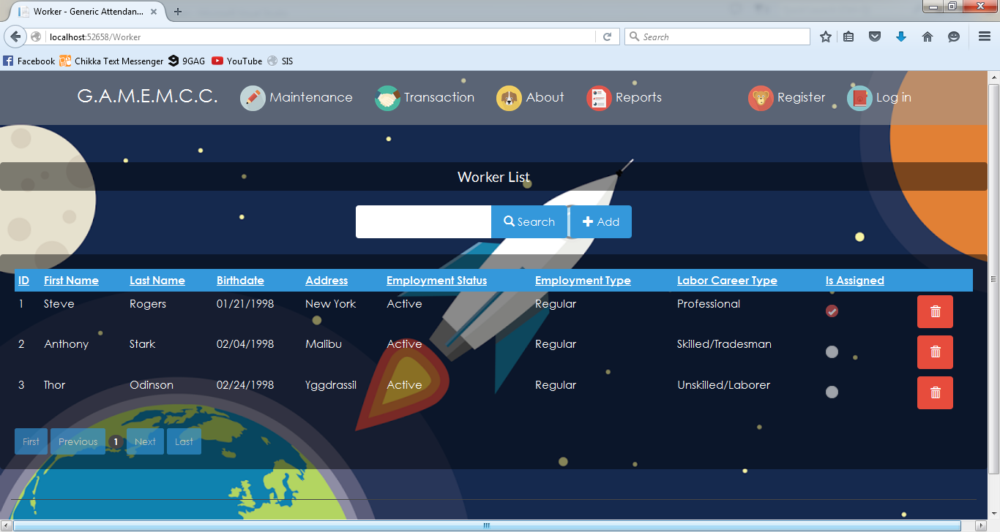 Worker - Generic Attendan...
localhost:52658/Worker
Search
Facebook Chikka Text Messenger 9GAG YouTube SIS
G.A.M.E.M.C.C. Maintenance Transaction About Reports Register Log in
Worker List
Search Add
ID First Name Last Name Birthdate Address Employment Status Employment Type Labor Career Type Is Assigned
1 Steve Rogers 01/21/1998 New York Active Regular Professional
2 Anthony Stark 02/04/1998 Malibu Active Regular Skilled/Tradesman
3 Thor Odinson 02/24/1998 Yggdrassil Active Regular Unskilled/Laborer
First Previous 1 Next Last